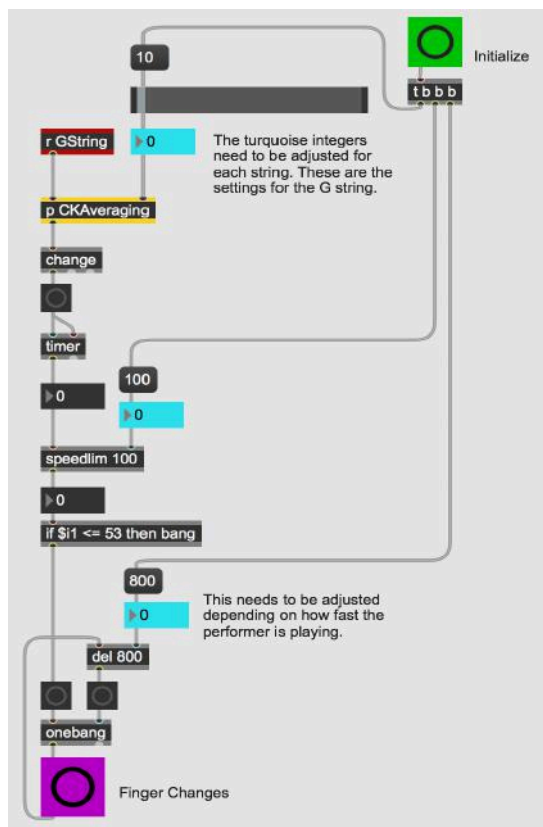 10
Initialize
t b b b
r GString
0
The turquoise integers
need to be adjusted for
each string. These are the
settings for the G string.
p CKAveraging
change
timer
100
0
0
speedlim 100
0
if $i1 <= 53 then bang
800
0
This needs to be adjusted
depending on how fast the
performer is playing.
del 800
onebang
Finger Changes